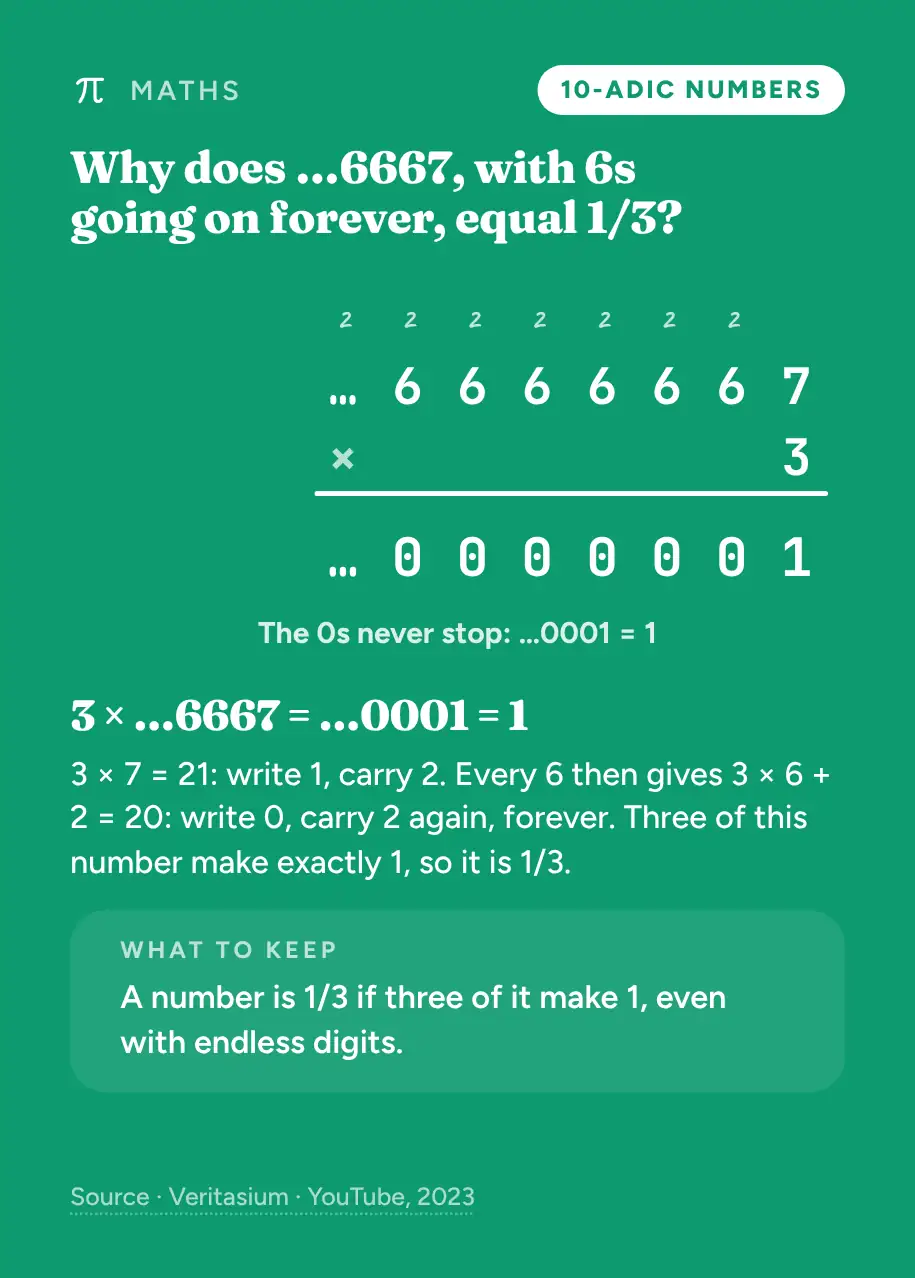 π MATHS
10-ADIC NUMBERS
Why does ...6667, with 6s
going on forever, equal 1/3?
2 2 2 2 2 2 2
... 6 6 6 6 6 6 7
× 3
... 0 0 0 0 0 0 1
The 0s never stop: ...0001 = 1
3 × ...6667 = ...0001 = 1
3 × 7 = 21: write 1, carry 2. Every 6 then gives 3 × 6 +
2 = 20: write 0, carry 2 again, forever. Three of this
number make exactly 1, so it is 1/3.
WHAT TO KEEP
A number is 1/3 if three of it make 1, even
with endless digits.
Source · Veritasium · YouTube, 2023